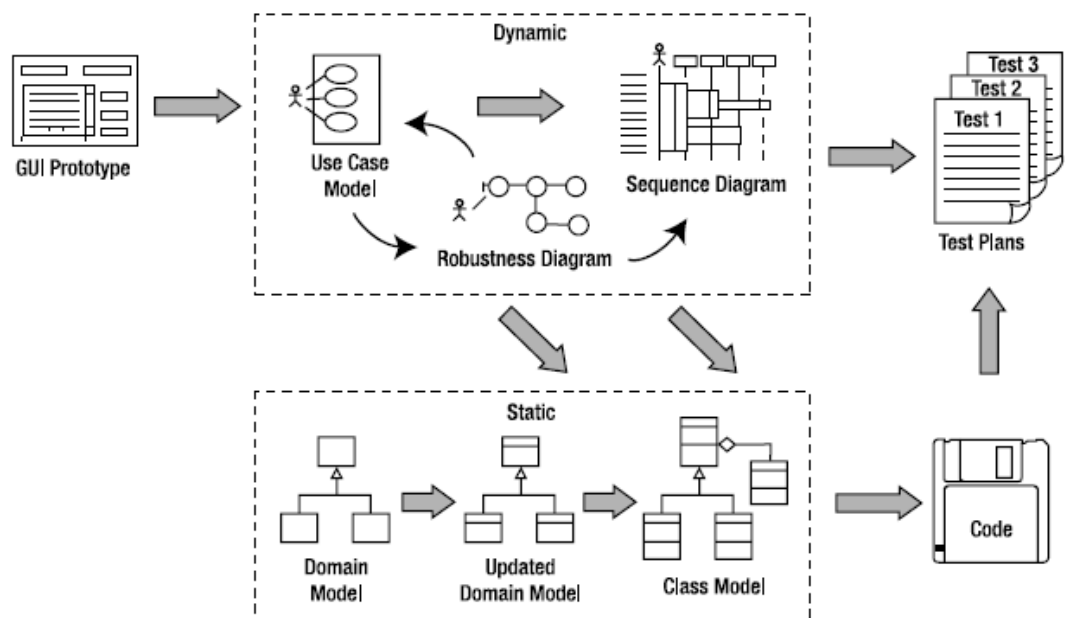 Dynamic
GUI Prototype
Use Case
Model
Robustness Diagram
Sequence Diagram
Test 3
Test 2
Test 1
Test Plans
Static
Domain
Model
Updated
Domain Model
Class Model
Code